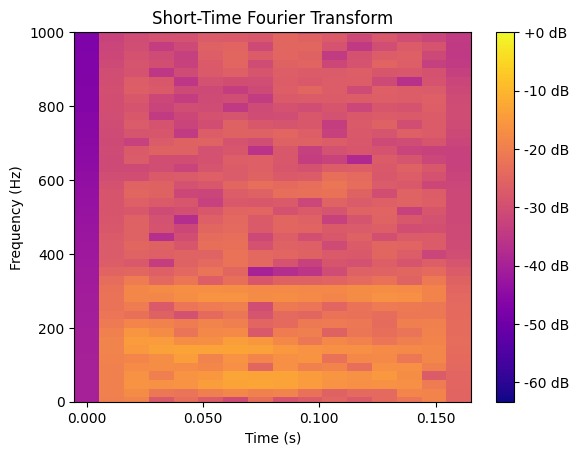 Short-Time Fourier Transform
1000
800
600
400
200
0
Frequency (Hz)
0.000
0.050
0.100
0.150
Time (s)
+0 dB
-10 dB
-20 dB
-30 dB
-40 dB
-50 dB
-60 dB